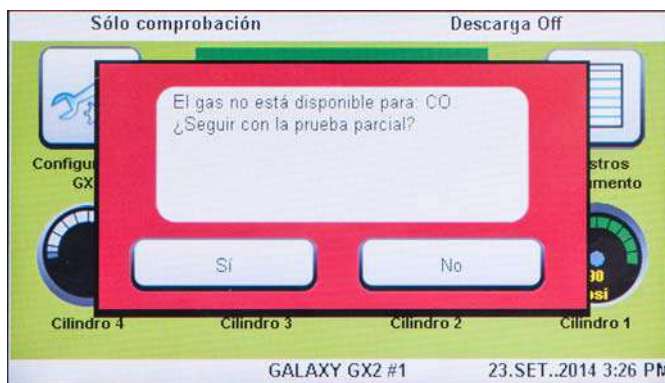 Sólo comprobación Descarga Off
El gas no está disponible para: CO
¿Seguir con la prueba parcial?
Sí No
Cilindro 4 Cilindro 3 Cilindro 2 Cilindro 1
GALAXY GX2 #1 23.SET..2014 3:26 PM